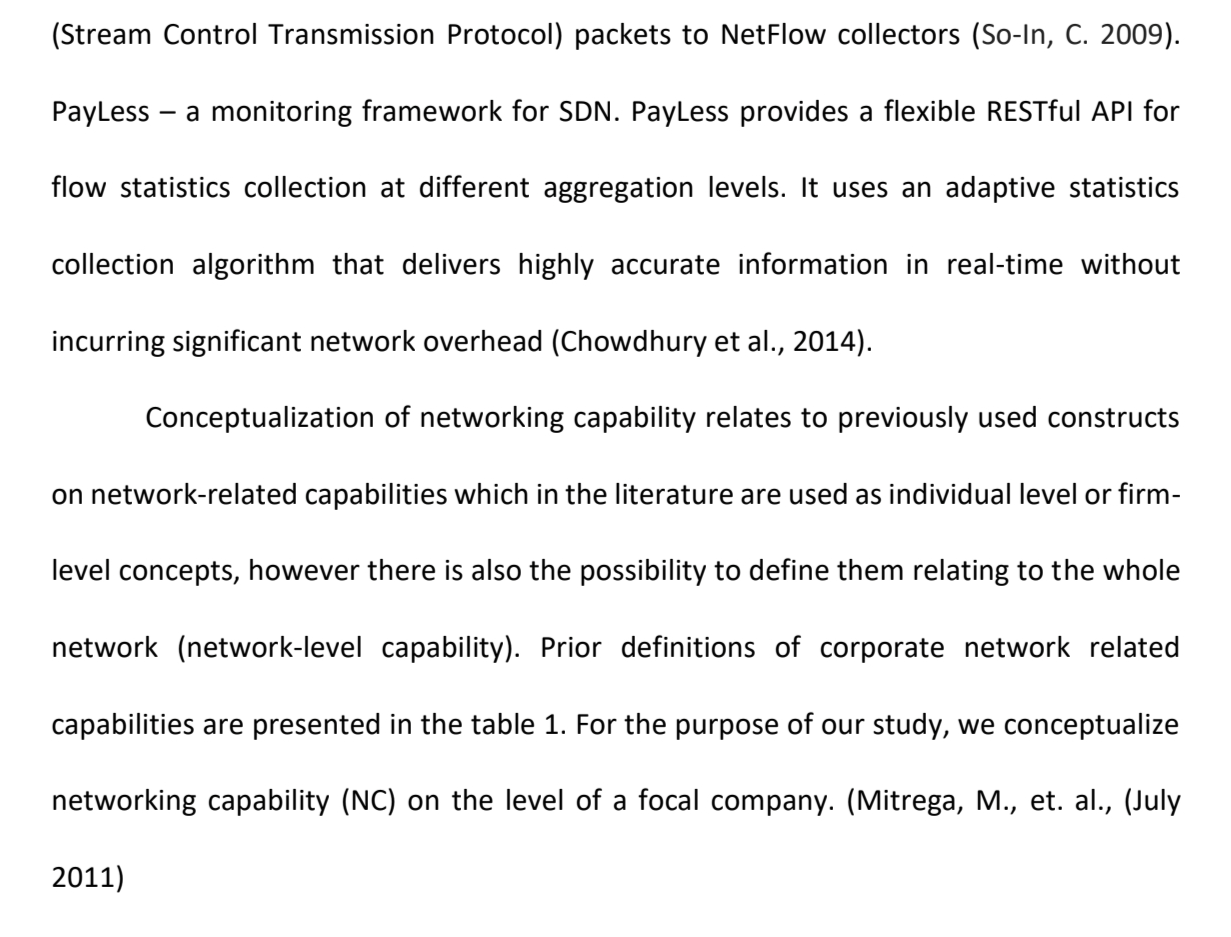 (Stream Control Transmission Protocol) packets to NetFlow collectors (So-In, C. 2009).
PayLess – a monitoring framework for SDN. PayLess provides a flexible RESTful API for
flow statistics collection at different aggregation levels. It uses an adaptive statistics
collection algorithm that delivers highly accurate information in real-time without
incurring significant network overhead (Chowdhury et al., 2014).
Conceptualization of networking capability relates to previously used constructs
on network-related capabilities which in the literature are used as individual level or firm-
level concepts, however there is also the possibility to define them relating to the whole
network (network-level capability). Prior definitions of corporate network related
capabilities are presented in the table 1. For the purpose of our study, we conceptualize
networking capability (NC) on the level of a focal company. (Mitrega, M., et. al., (July
2011)